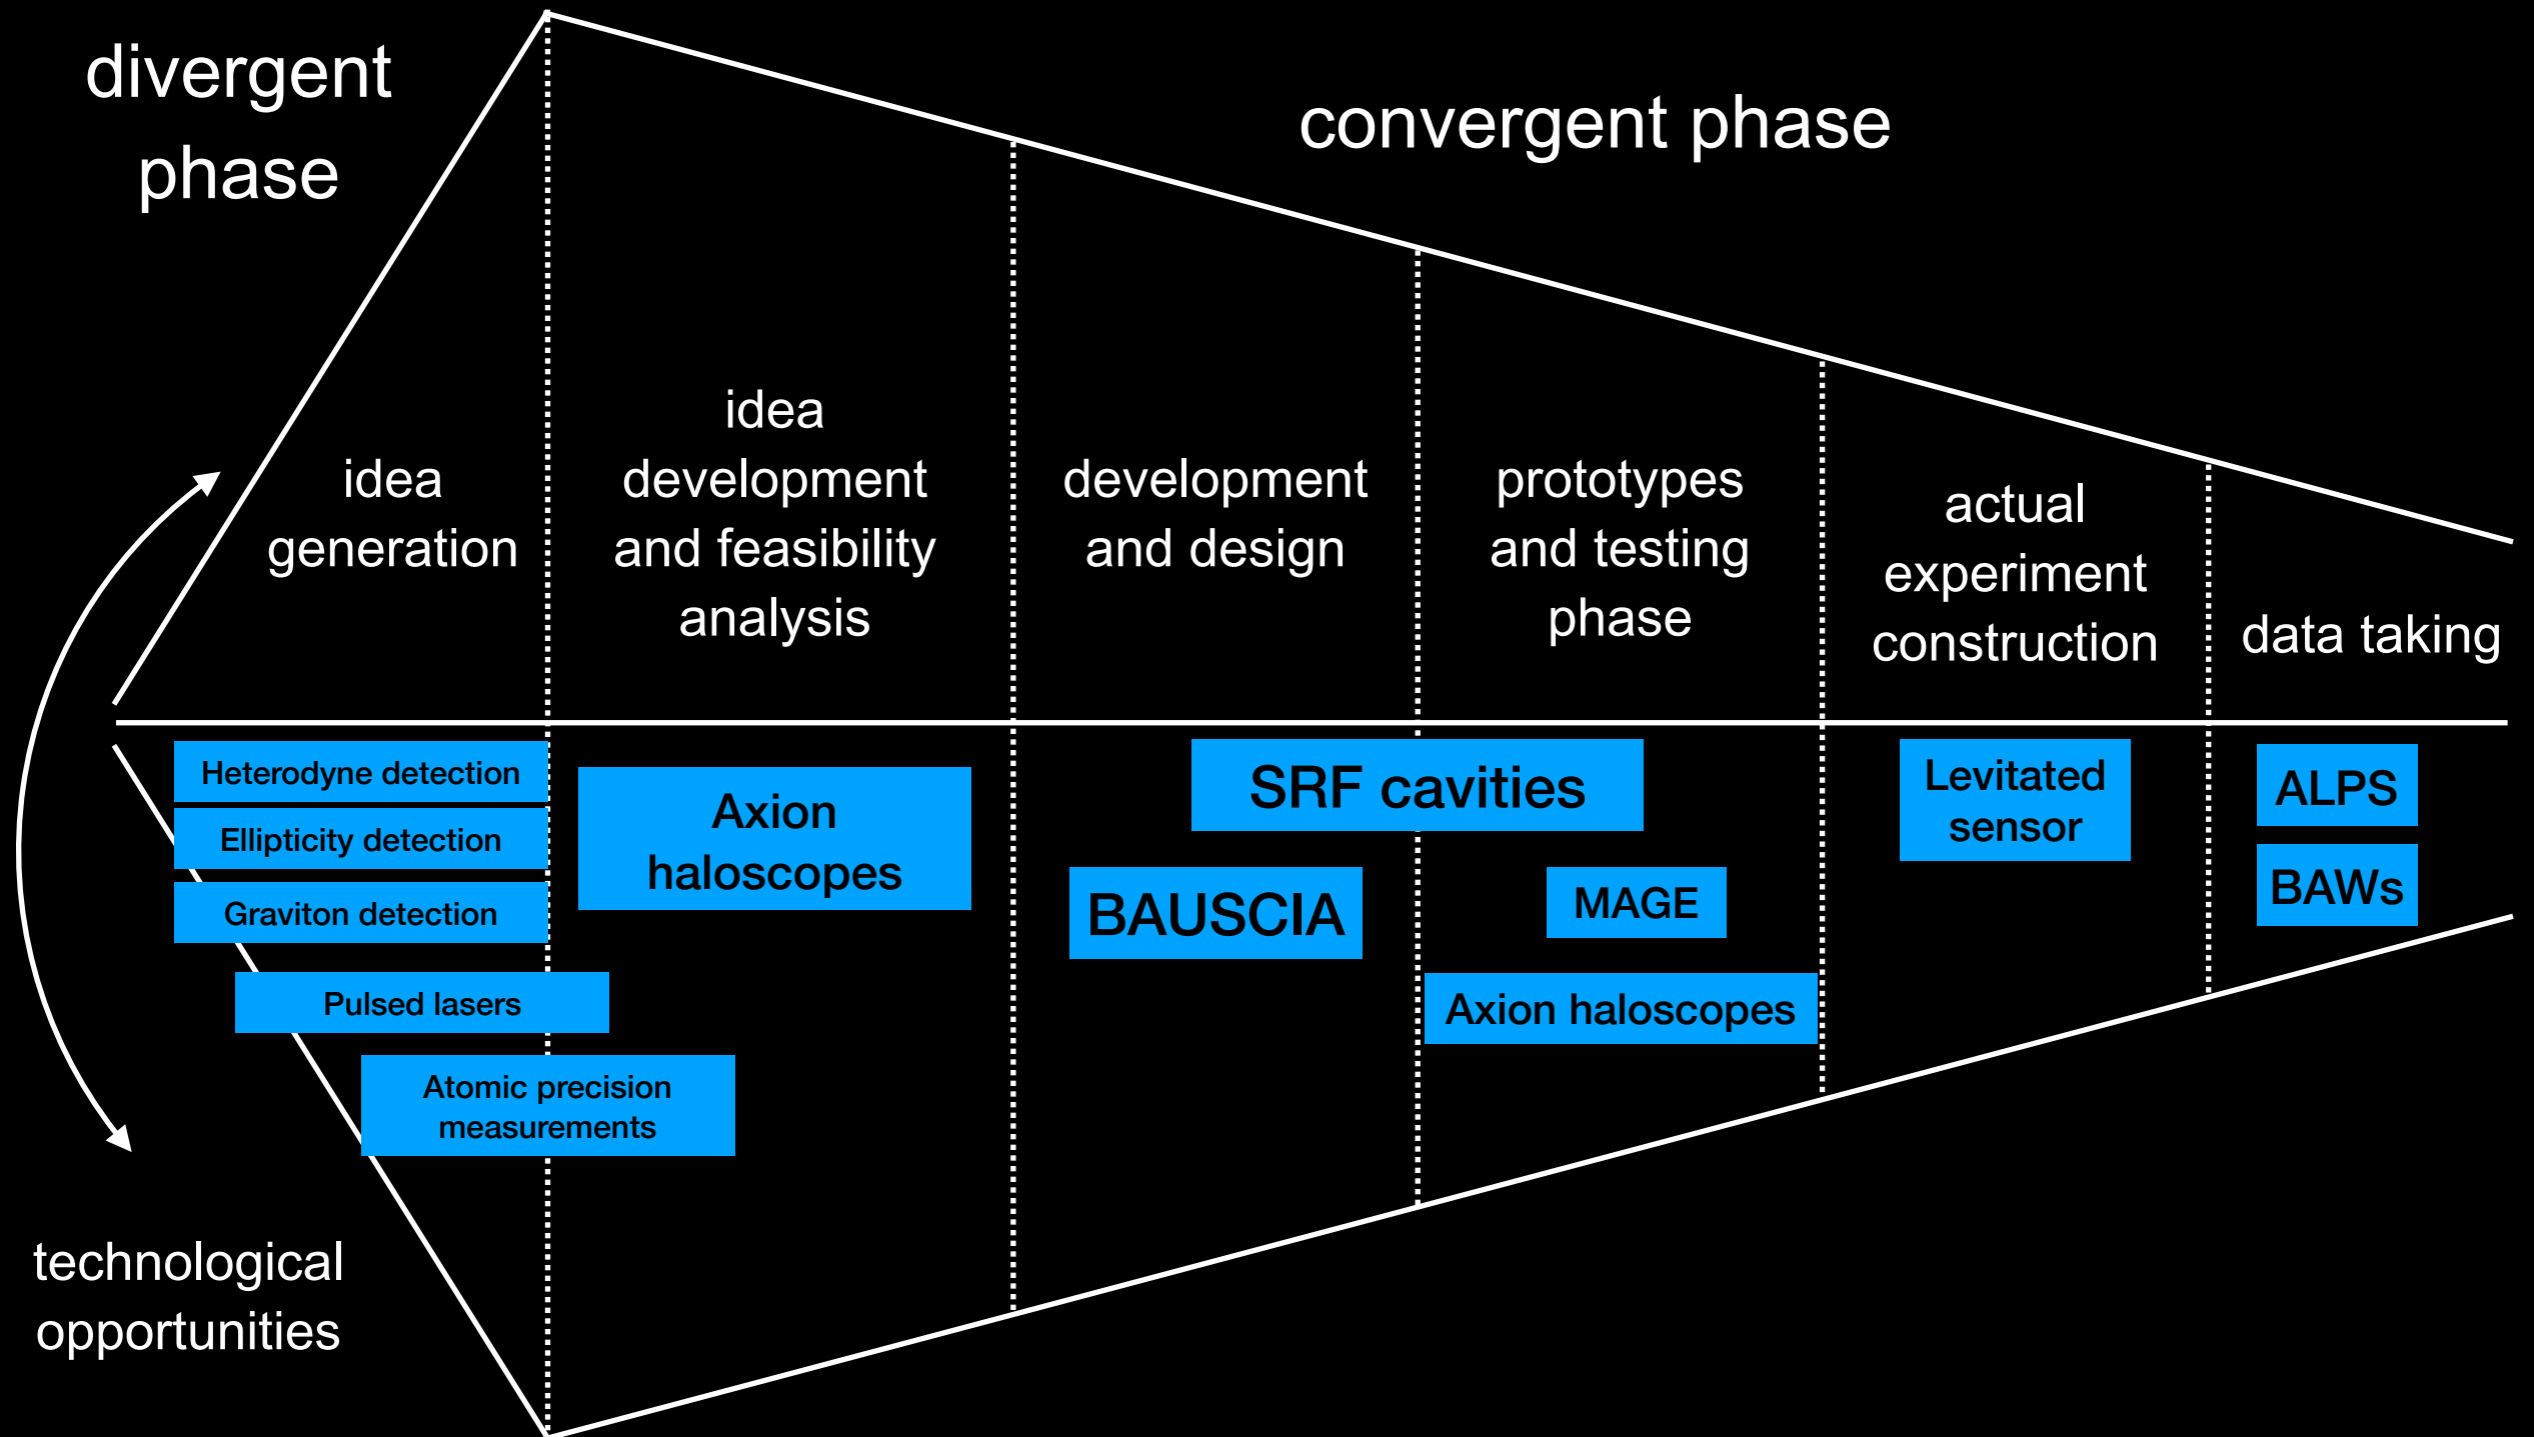 divergent
phase
convergent phase
idea
generation
idea
development
and feasibility
analysis
development
and design
prototypes
and testing
phase
actual
experiment
construction
data taking
Heterodyne detection
Ellipticity detection
Graviton detection
Pulsed lasers
Atomic precision
measurements
Axion
haloscopes
SRF cavities
BAUSCIA
MAGE
Axion haloscopes
Levitated
sensor
ALPS
BAWs
technological
opportunities